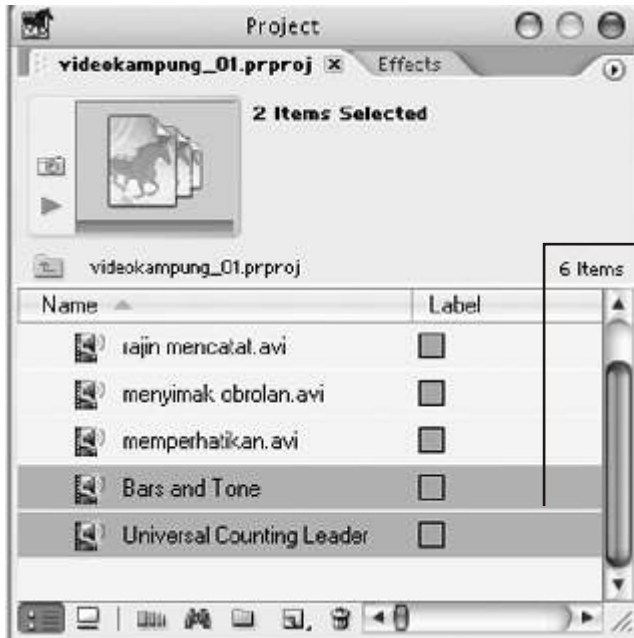 Project
videokampung_01.prproj Effects
2 Items Selected
videokampung_01.prproj 6 Items
Name Label
rajin mencatat.avi
menyimak obrolan.avi
memperhatikan.avi
Bars and Tone
Universal Counting Leader